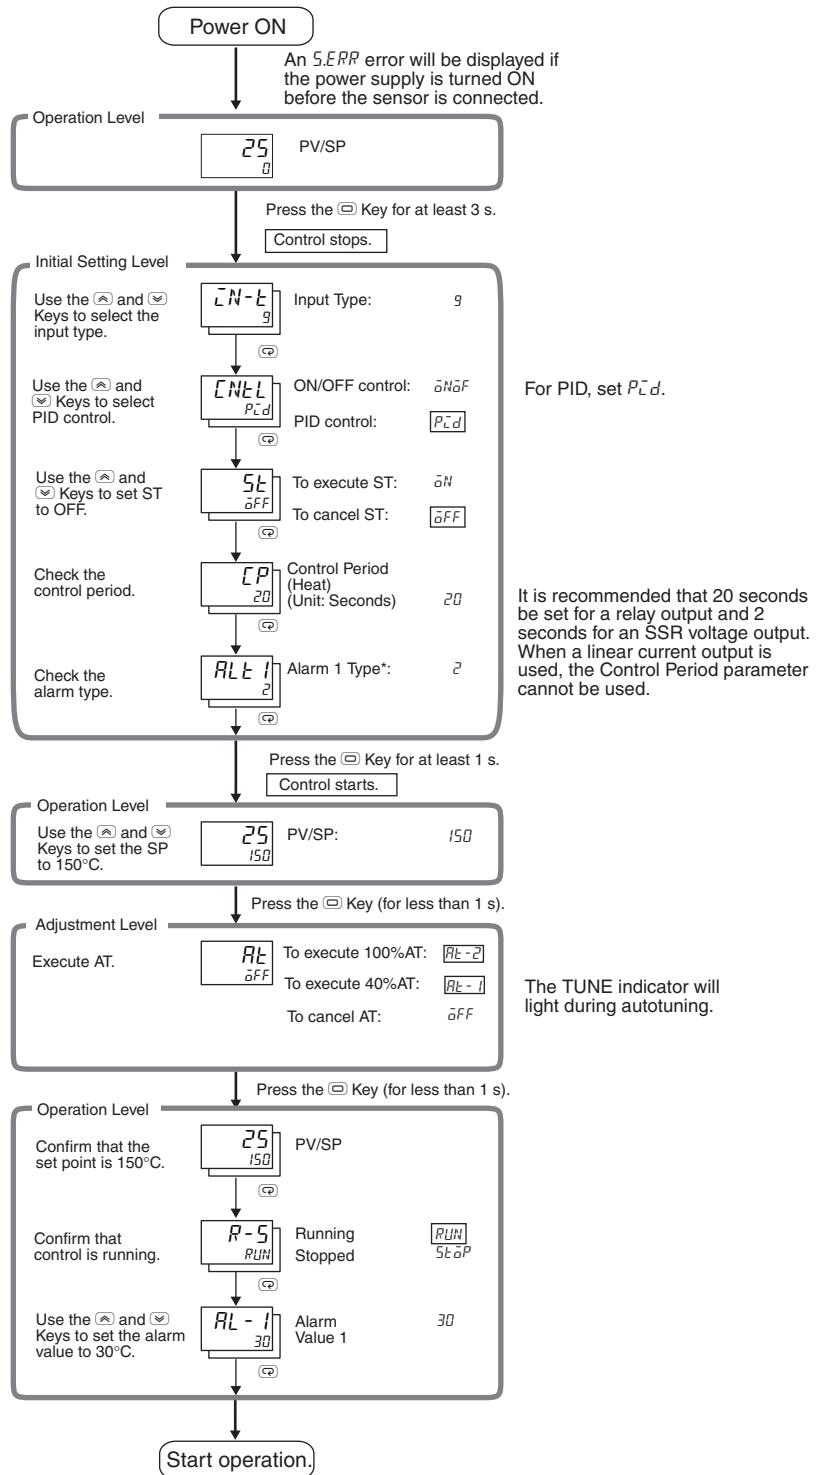 Power ON
An S.ERR error will be displayed if
the power supply is turned ON
before the sensor is connected.
Operation Level
25
0
PV/SP
Press the Key for at least 3 s.
Control stops.
Initial Setting Level
Use the and
Keys to select the
input type.
IN-t
9
Input Type:
9
Use the and
Keys to select
PID control.
CNtL
PId
ON/OFF control:
oNoF
PID control:
PId
For PID, set PId.
Use the and
Keys to set ST
to OFF.
St
oFF
To execute ST:
oN
To cancel ST:
oFF
Check the
control period.
CP
20
Control Period
(Heat)
(Unit: Seconds)
20
It is recommended that 20 seconds
be set for a relay output and 2
seconds for an SSR voltage output.
When a linear current output is
used, the Control Period parameter
cannot be used.
Check the
alarm type.
ALt1
2
Alarm 1 Type*:
2
Press the Key for at least 1 s.
Control starts.
Operation Level
Use the and
Keys to set the SP
to 150°C.
25
150
PV/SP:
150
Press the Key (for less than 1 s).
Adjustment Level
Execute AT.
At
oFF
To execute 100%AT:
At-2
To execute 40%AT:
At-1
To cancel AT:
oFF
The TUNE indicator will
light during autotuning.
Press the Key (for less than 1 s).
Operation Level
Confirm that the
set point is 150°C.
25
150
PV/SP
Confirm that
control is running.
R-S
RUN
Running
RUN
Stopped
StoP
Use the and
Keys to set the alarm
value to 30°C.
AL-1
30
Alarm
Value 1
30
Start operation.